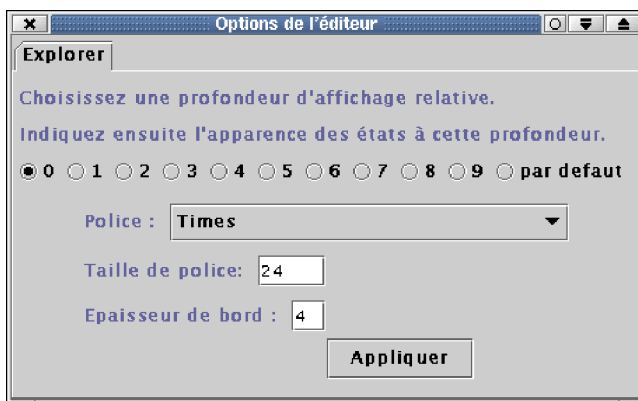 Options de l'éditeur
Explorer
Choisissez une profondeur d'affichage relative.
Indiquez ensuite l'apparence des états à cette profondeur.
0 1 2 3 4 5 6 7 8 9 par defaut
Police : Times
Taille de police: 24
Epaisseur de bord : 4
Appliquer